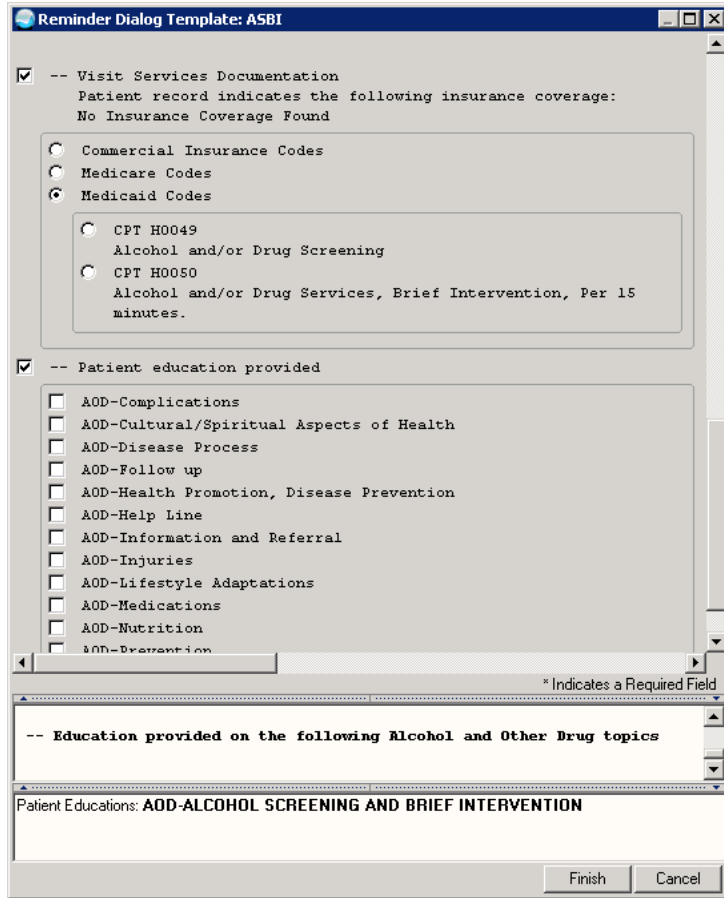 Reminder Dialog Template: ASBI
-- Visit Services Documentation
Patient record indicates the following insurance coverage:
No Insurance Coverage Found
Commercial Insurance Codes
Medicare Codes
Medicaid Codes
CPT H0049
Alcohol and/or Drug Screening
CPT H0050
Alcohol and/or Drug Services, Brief Intervention, Per 15
minutes.
-- Patient education provided
AOD-Complications
AOD-Cultural/Spiritual Aspects of Health
AOD-Disease Process
AOD-Follow up
AOD-Health Promotion, Disease Prevention
AOD-Help Line
AOD-Information and Referral
AOD-Injuries
AOD-Lifestyle Adaptations
AOD-Medications
AOD-Nutrition
AOD-Prevention
* Indicates a Required Field
-- Education provided on the following Alcohol and Other Drug topics
Patient Educations: AOD-ALCOHOL SCREENING AND BRIEF INTERVENTION
Finish
Cancel